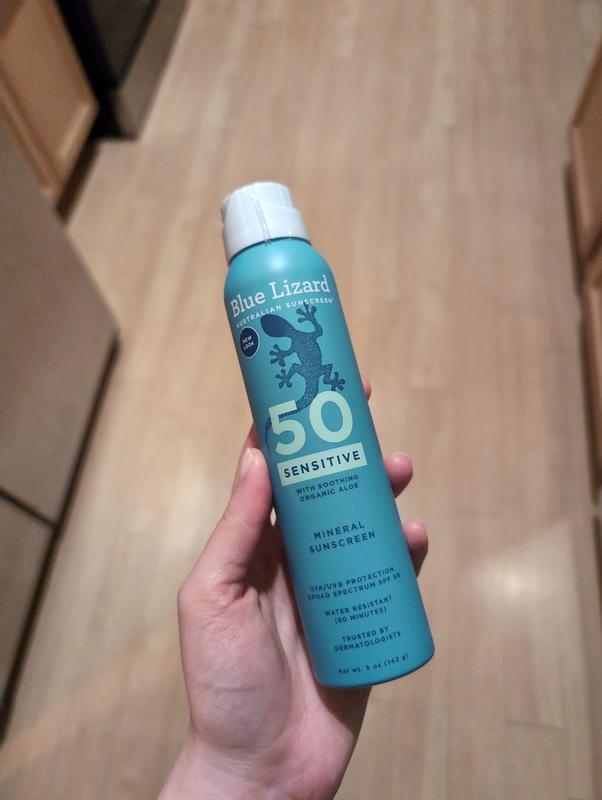 Blue Lizard
AUSTRALIAN SUNSCREEN®
NEW
LOOK
50
SENSITIVE
WITH SOOTHING
ORGANIC ALOE
MINERAL
SUNSCREEN
UVA/UVB PROTECTION
BROAD SPECTRUM SPF 50
WATER RESISTANT
(80 MINUTES)
TRUSTED BY
DERMATOLOGISTS
Net wt. 5 oz (142 g)